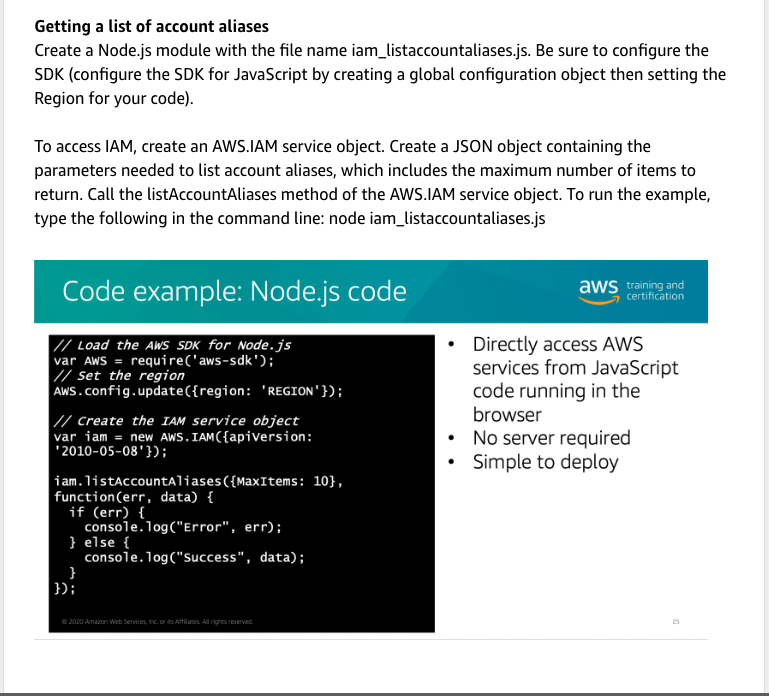 Getting a list of account aliases
Create a Node.js module with the file name iam_listaccountaliases.js. Be sure to configure the
SDK (configure the SDK for JavaScript by creating a global configuration object then setting the
Region for your code).
To access IAM, create an AWS.IAM service object. Create a JSON object containing the
parameters needed to list account aliases, which includes the maximum number of items to
return. Call the listAccountAliases method of the AWS.IAM service object. To run the example,
type the following in the command line: node iam_listaccountaliases.js
Code example: Node.js code
aws training and
certification
// Load the AWS SDK for Node.js
var AWS = require('aws-sdk');
// Set the region
AWS.config.update({region: 'REGION'});
// Create the IAM service object
var iam = new AWS.IAM({apiVersion:
'2010-05-08'});
iam.listAccountAliases({MaxItems: 10},
function(err, data) {
if (err) {
console.log("Error", err);
} else {
console.log("Success", data);
}
});
• Directly access AWS
services from JavaScript
code running in the
browser
• No server required
• Simple to deploy
© 2020 Amazon Web Services, Inc. or its Affiliates. All rights reserved.
25